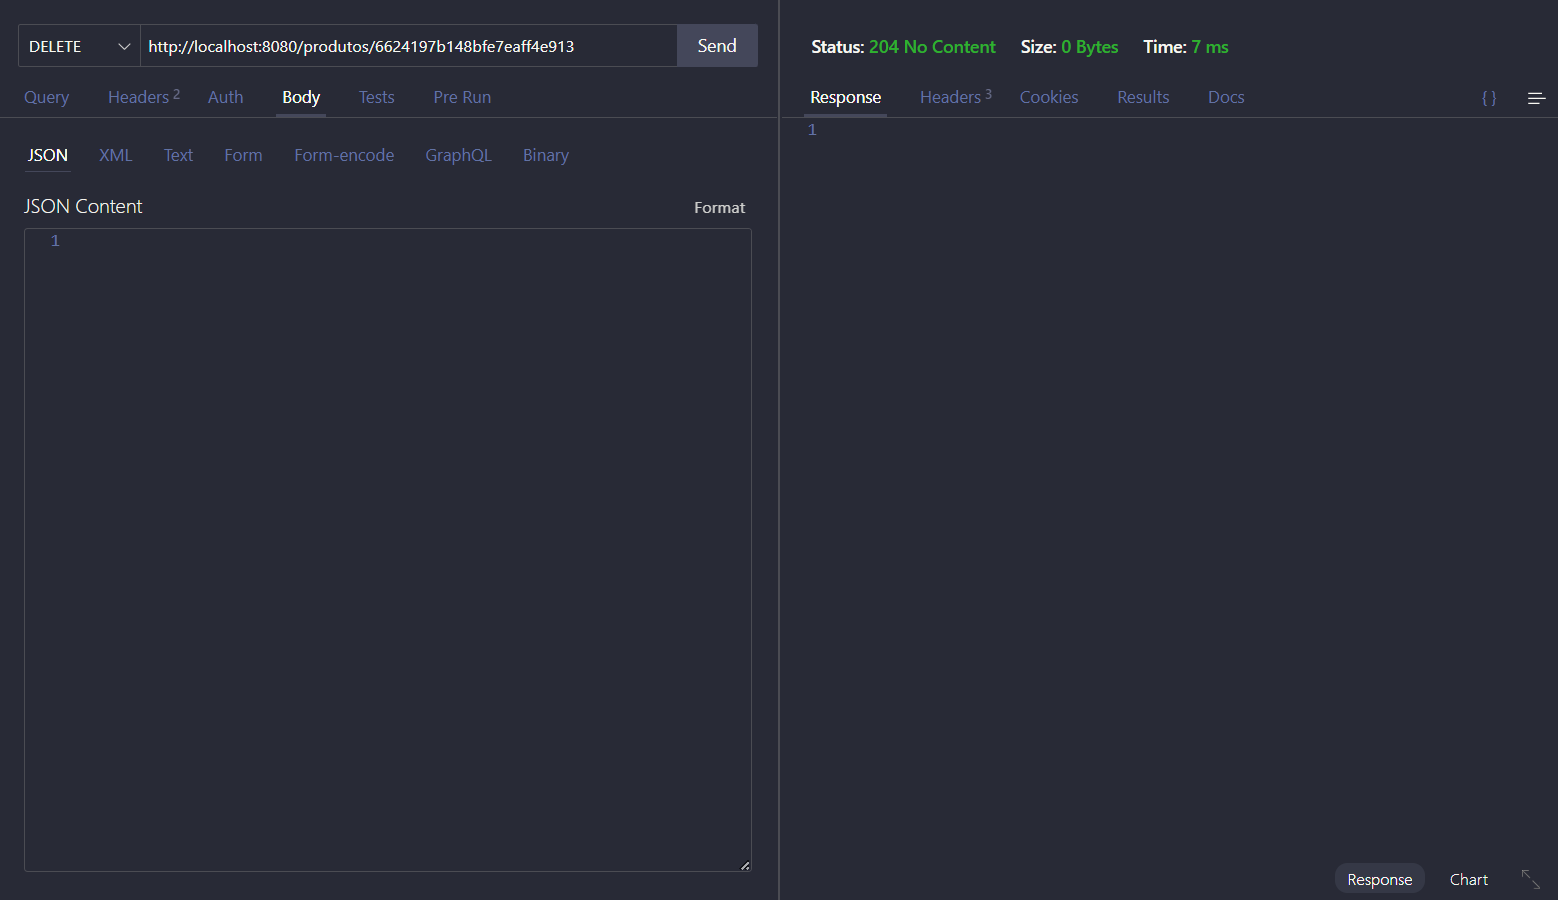 DELETE http://localhost:8080/produtos/6624197b148bfe7eaff4e913 Send
Query Headers 2 Auth Body Tests Pre Run
JSON XML Text Form Form-encode GraphQL Binary
JSON Content Format
1
Status: 204 No Content Size: 0 Bytes Time: 7 ms
Response Headers 3 Cookies Results Docs { }
1
Response Chart